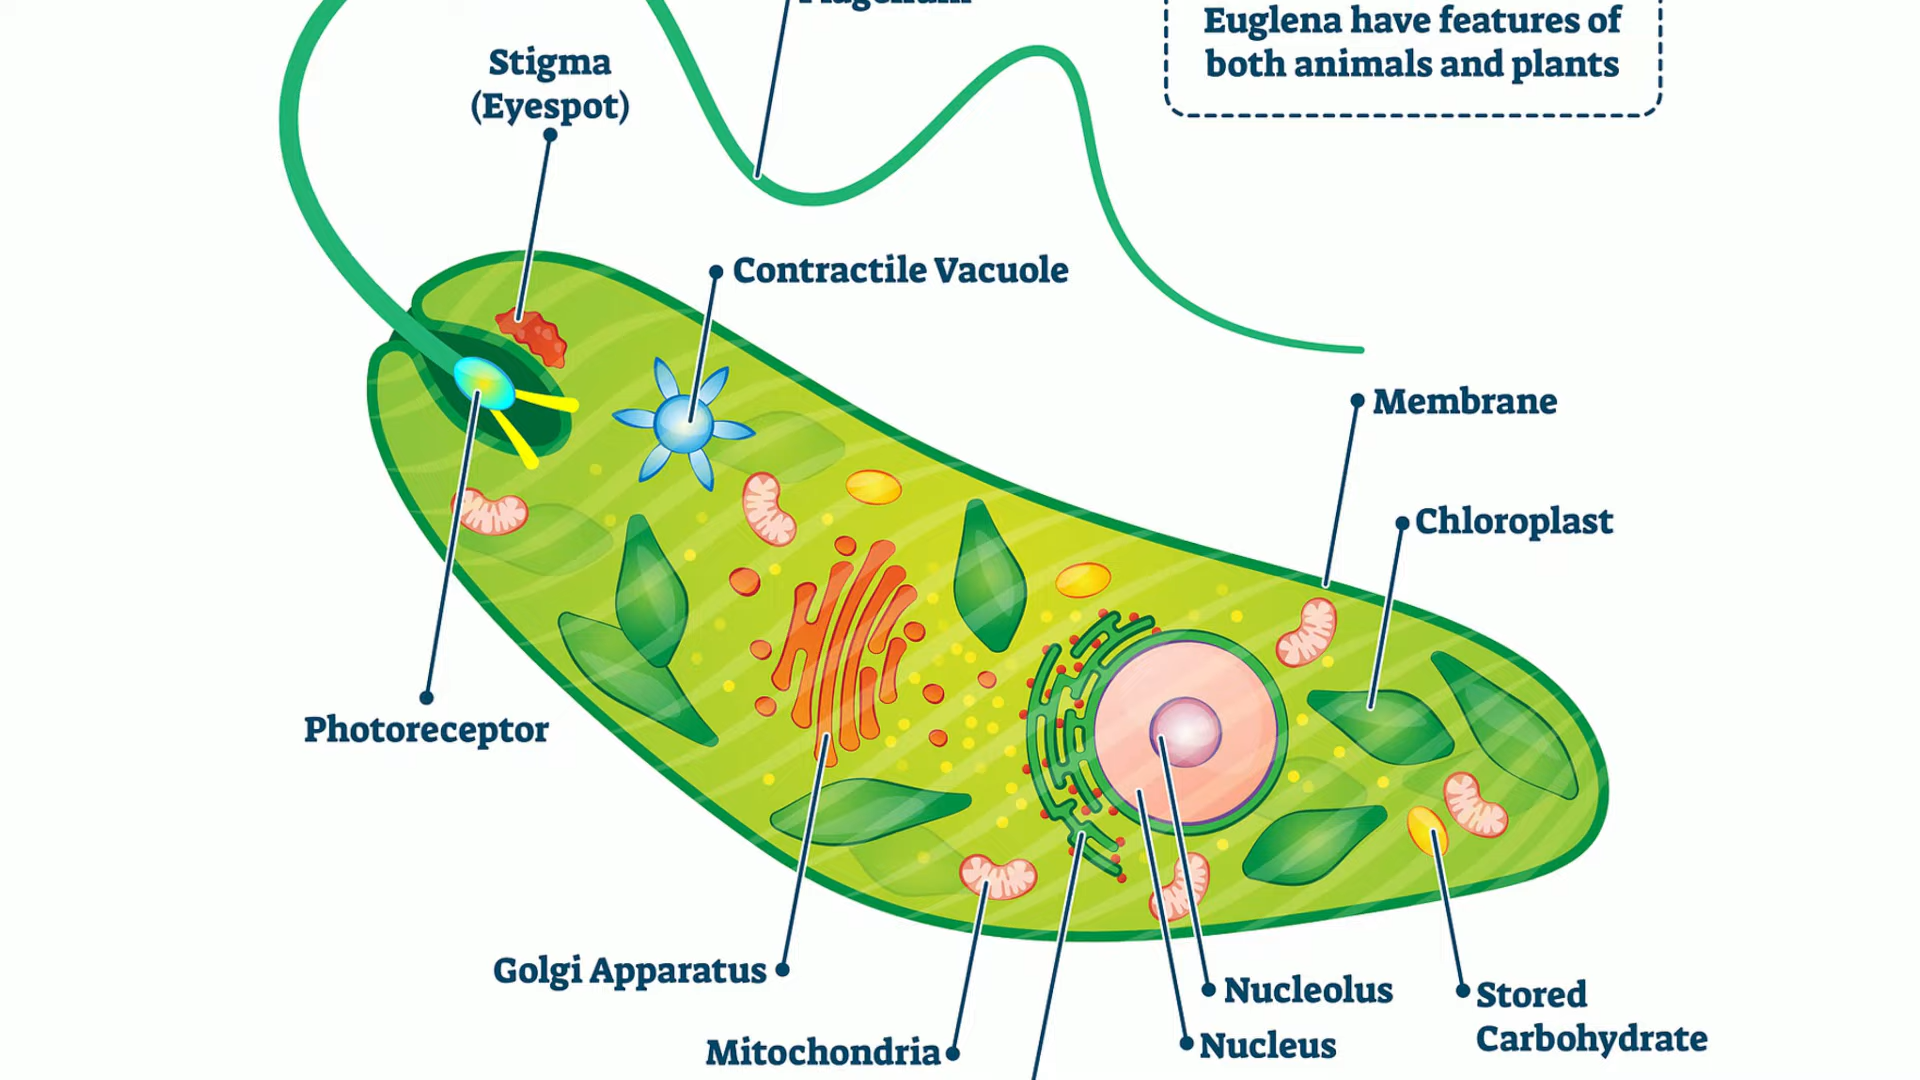 Euglena have features of
both animals and plants
Stigma
(Eyespot)
Contractile Vacuole
Membrane
Chloroplast
Photoreceptor
Golgi Apparatus
Mitochondria
Nucleolus
Nucleus
Stored
Carbohydrate